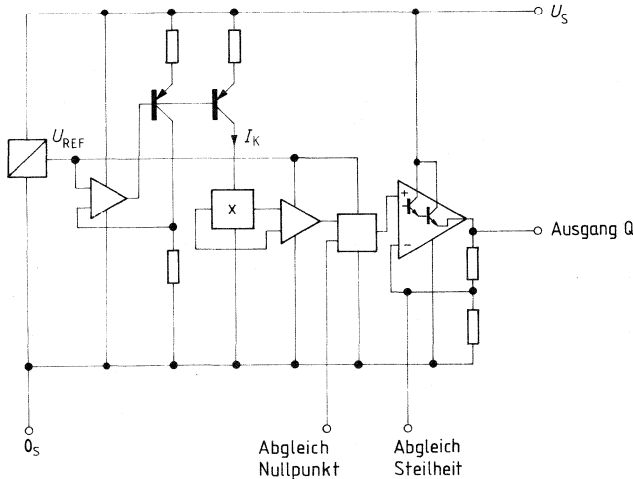 U_S
U_REF
I_K
x
+
−
−
Ausgang Q
0_S
Abgleich
Nullpunkt
Abgleich
Steilheit